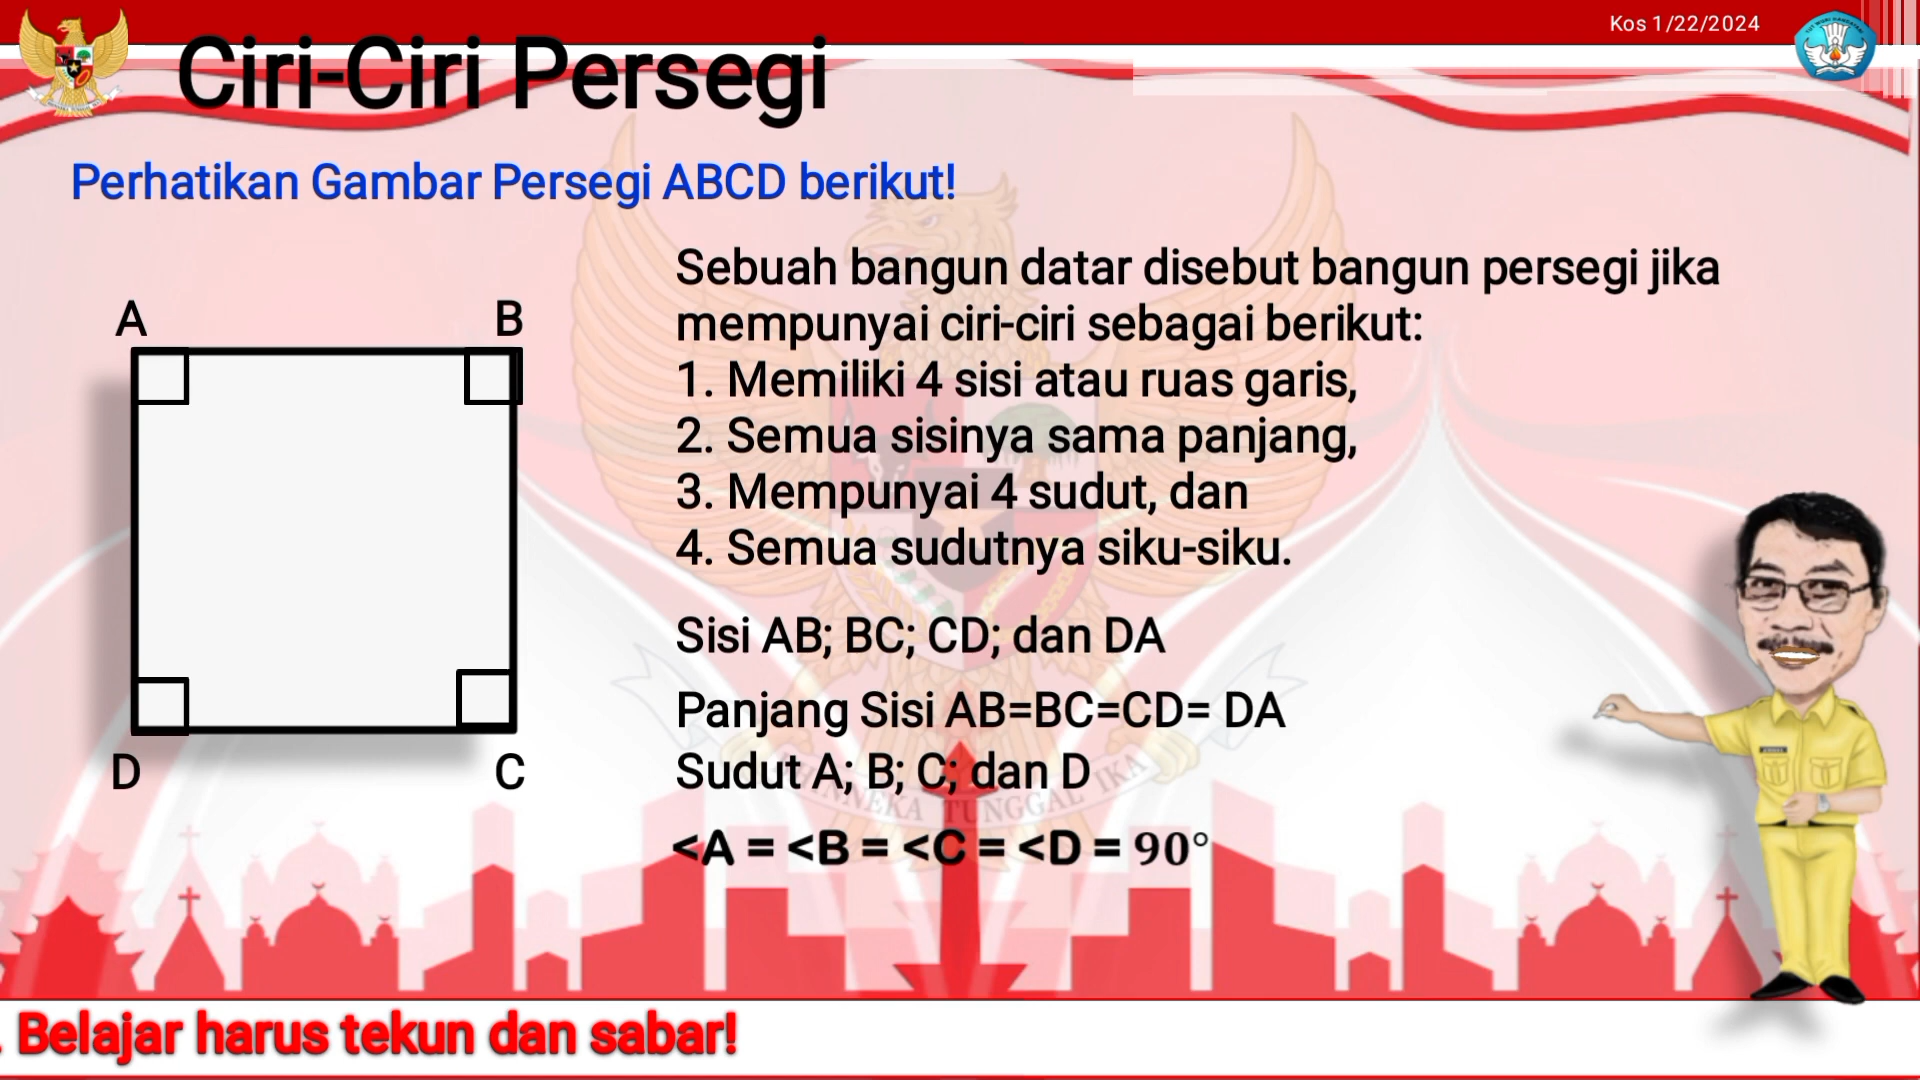 Kos 1/22/2024
Ciri-Ciri Persegi
Perhatikan Gambar Persegi ABCD berikut!
A
B
D
C
Sebuah bangun datar disebut bangun persegi jika
mempunyai ciri-ciri sebagai berikut:
1. Memiliki 4 sisi atau ruas garis,
2. Semua sisinya sama panjang,
3. Mempunyai 4 sudut, dan
4. Semua sudutnya siku-siku.
Sisi AB; BC; CD; dan DA
Panjang Sisi AB=BC=CD= DA
Sudut A; B; C; dan D
TUNGGAL IKA
<A = <B = <C = <D = 90°
. Belajar harus tekun dan sabar!